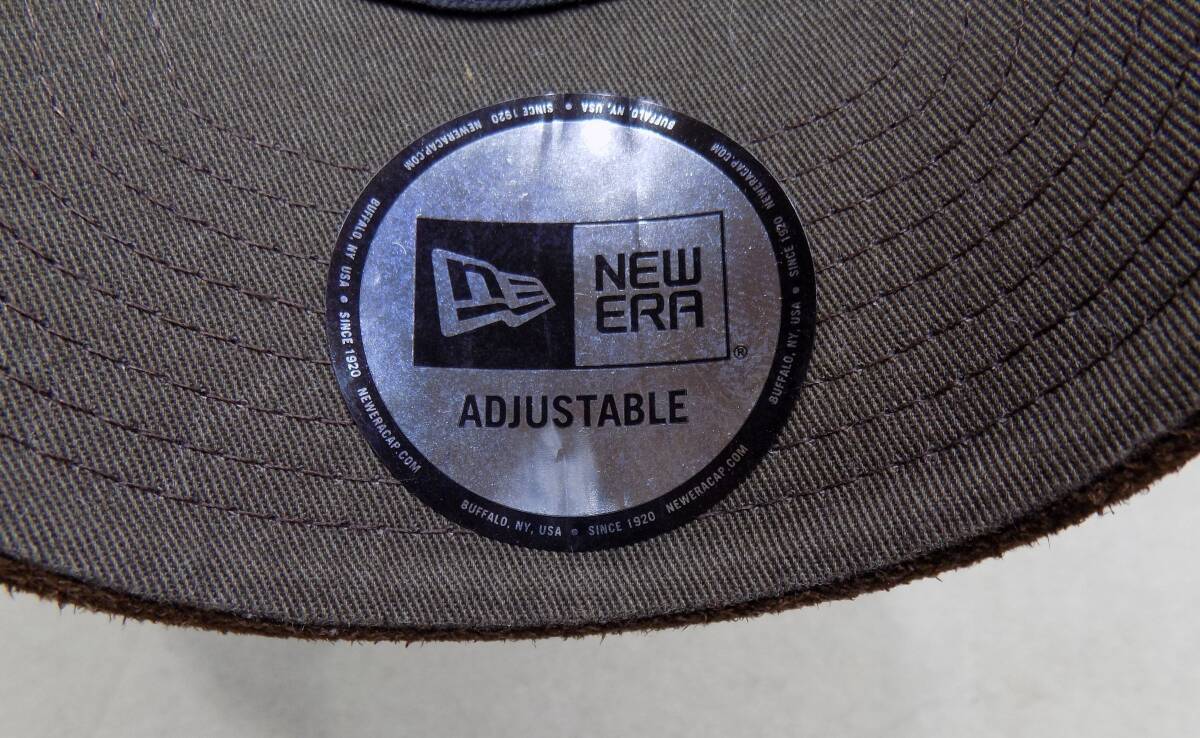 NEW
ERA
®
ADJUSTABLE
BUFFALO, NY, USA • SINCE 1920 NEWERACAP.COM
BUFFALO, NY, USA • SINCE 1920 NEWERACAP.COM
BUFFALO, NY, USA • SINCE 1920 NEWERACAP.COM
BUFFALO, NY, USA • SINCE 1920 NEWERACAP.COM